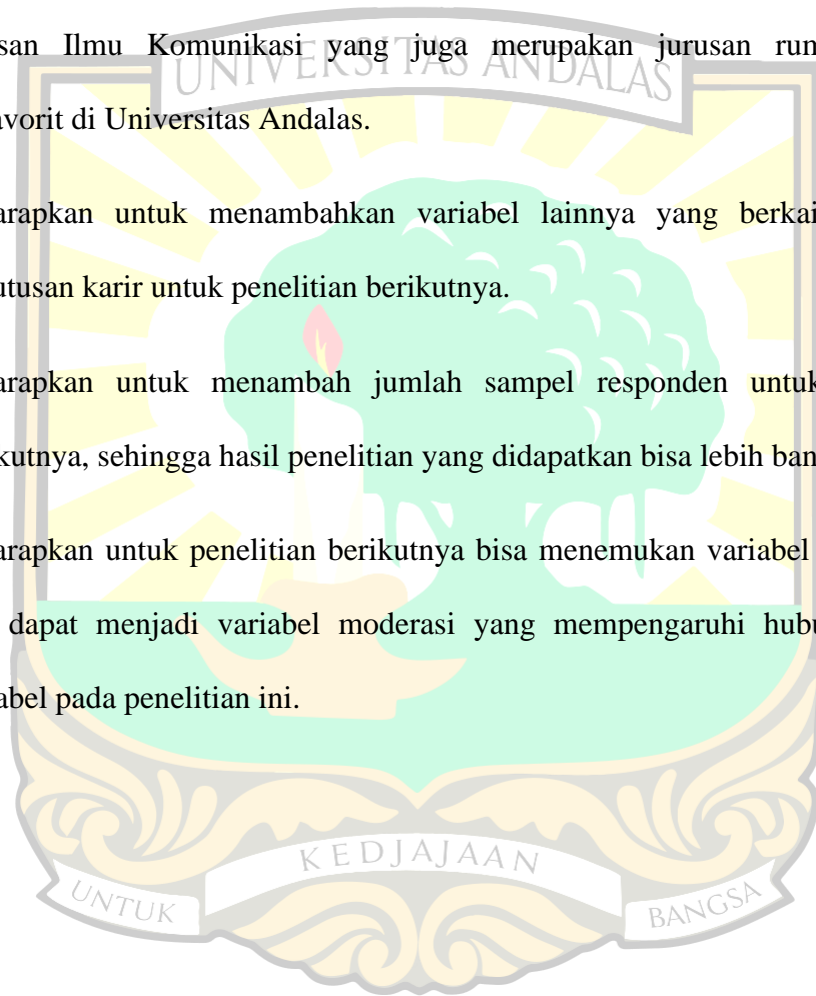 san Ilmu Komunikasi yang juga merupakan jurusan run
UNIVERSITAS ANDALAS
avorit di Universitas Andalas.
arapkan untuk menambahkan variabel lainnya yang berkai
utusan karir untuk penelitian berikutnya.
arapkan untuk menambah jumlah sampel responden untuk
kutnya, sehingga hasil penelitian yang didapatkan bisa lebih ban
arapkan untuk penelitian berikutnya bisa menemukan variabel
dapat menjadi variabel moderasi yang mempengaruhi hubu
abel pada penelitian ini.
UNTUK KEDJAJAAN BANGSA